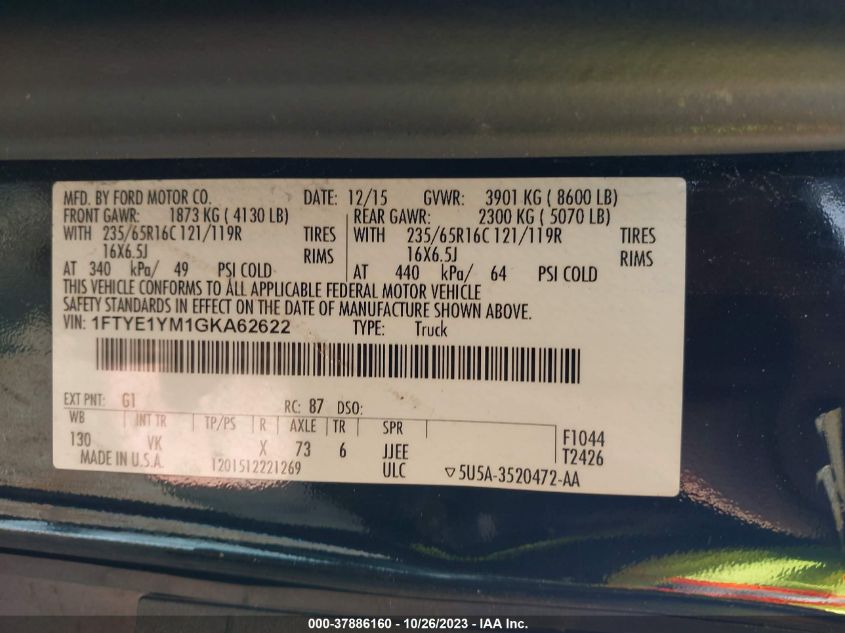 MFD. BY FORD MOTOR CO. DATE: 12/15 GVWR: 3901 KG ( 8600 LB)
FRONT GAWR: 1873 KG ( 4130 LB) REAR GAWR: 2300 KG ( 5070 LB)
WITH 235/65R16C 121/119R TIRES WITH 235/65R16C 121/119R TIRES
16X6.5J RIMS 16X6.5J RIMS
AT 340 kPa/ 49 PSI COLD AT 440 kPa/ 64 PSI COLD
THIS VEHICLE CONFORMS TO ALL APPLICABLE FEDERAL MOTOR VEHICLE
SAFETY STANDARDS IN EFFECT ON THE DATE OF MANUFACTURE SHOWN ABOVE.
VIN: 1FTYE1YM1GKA62622 TYPE: Truck
EXT PNT: G1 RC: 87 DSO:
WB INT TR TP/PS R AXLE TR SPR
130 VK X 73 6 JJEE F1044
MADE IN U.S.A. 1201512221269 ULC T2426
▽5U5A-3520472-AA
000-37886160 - 10/26/2023 - IAA Inc.